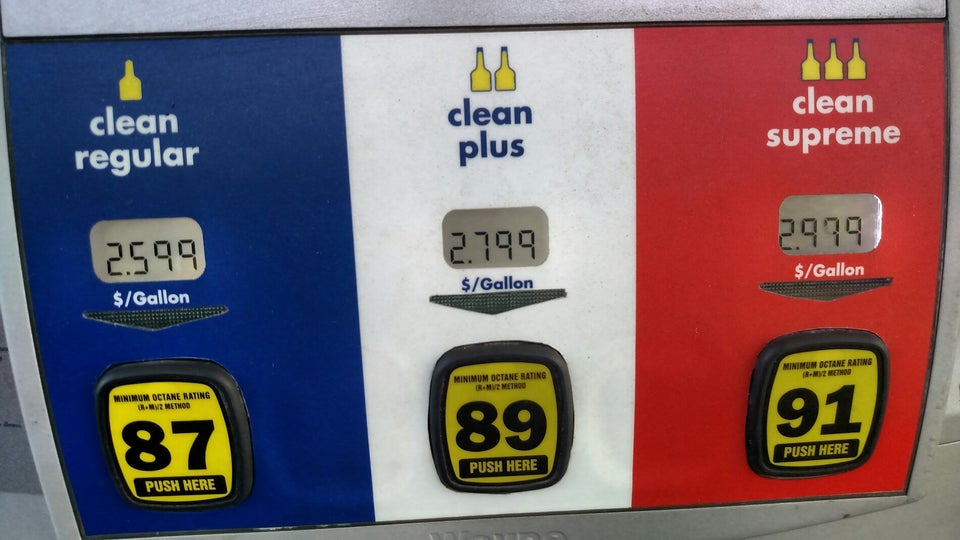 clean
regular
2.599
$/Gallon
MINIMUM OCTANE RATING
(R+M)/2 METHOD
87
PUSH HERE
clean
plus
2.799
$/Gallon
MINIMUM OCTANE RATING
(R+M)/2 METHOD
89
PUSH HERE
clean
supreme
2.999
$/Gallon
MINIMUM OCTANE RATING
(R+M)/2 METHOD
91
PUSH HERE
Wayne